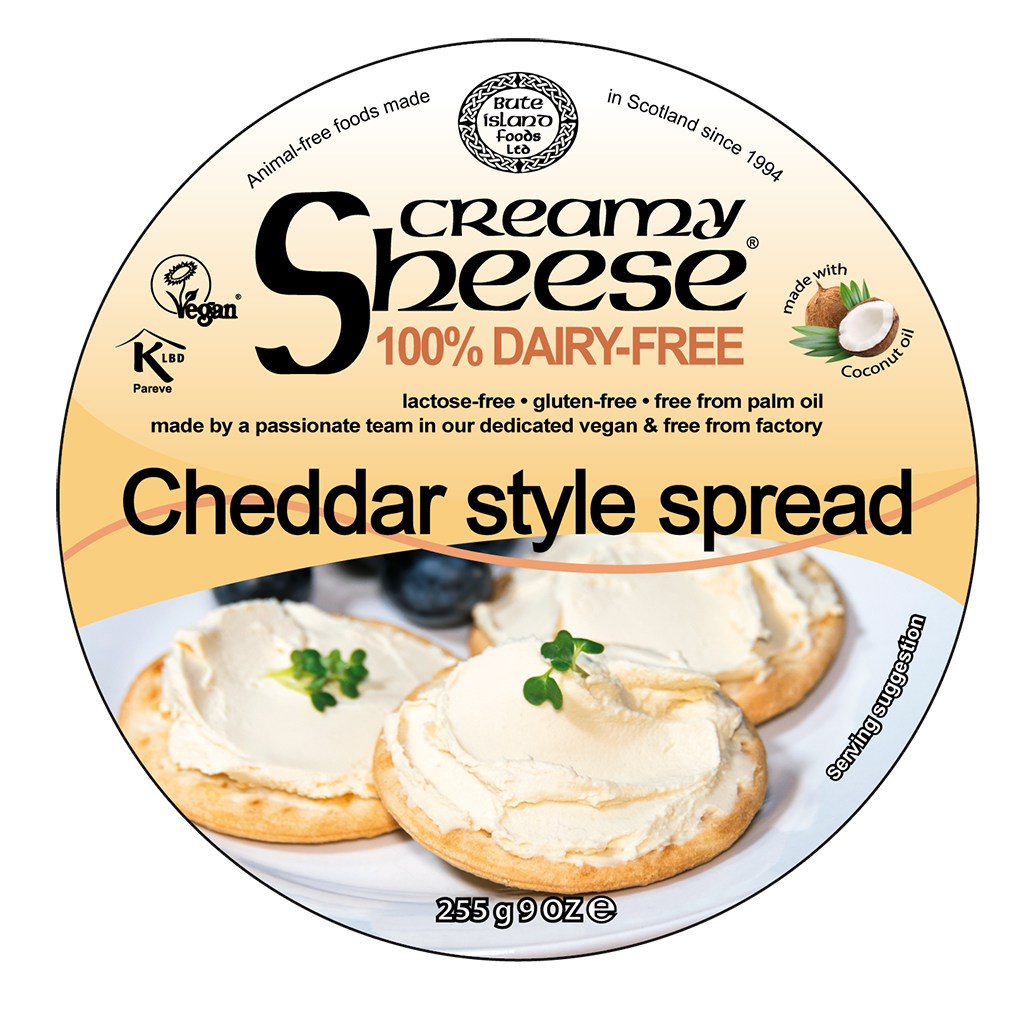 Animal-free foods made
Bute
Island
Foods
Ltd
in Scotland since 1994
creamy
Sheese®
100% DAIRY-FREE
Vegan®
K LBD
Pareve
made with
Coconut oil
lactose-free • gluten-free • free from palm oil
made by a passionate team in our dedicated vegan & free from factory
Cheddar style spread
Serving suggestion
255 g 9 OZ ℮